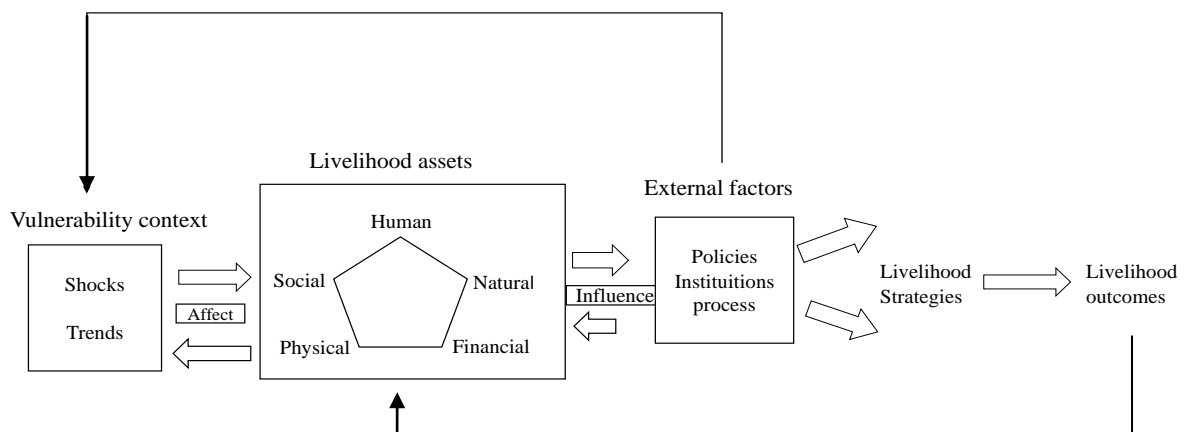 Livelihood assets
External factors
Vulnerability context
Human
Social
Natural
Physical
Financial
Shocks
Trends
Affect
Influence
Policies
Instituitions
process
Livelihood
Strategies
Livelihood
outcomes